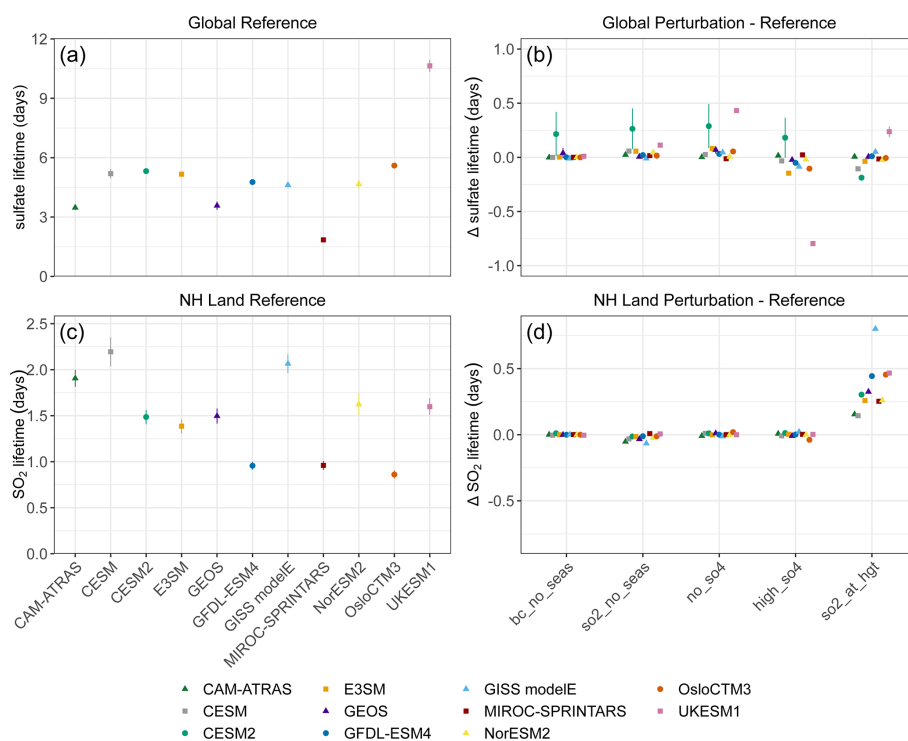 Global Reference
Global Perturbation - Reference
(a)
(b)
sulfate lifetime (days)
12
9
6
3
0
Δ sulfate lifetime (days)
1.0
0.5
0.0
-0.5
-1.0
NH Land Reference
NH Land Perturbation - Reference
(c)
(d)
SO₂ lifetime (days)
2.5
2.0
1.5
1.0
0.5
0.0
Δ SO₂ lifetime (days)
0.5
0.0
-0.5
CAM-ATRAS
CESM
CESM2
E3SM
GEOS
GFDL-ESM4
GISS modelE
MIROC-SPRINTARS
NorESM2
OsloCTM3
UKESM1
bc_no_seas
so2_no_seas
no_so4
high_so4
so2_at_hgt
CAM-ATRAS
E3SM
GISS modelE
OsloCTM3
CESM
GEOS
MIROC-SPRINTARS
UKESM1
CESM2
GFDL-ESM4
NorESM2